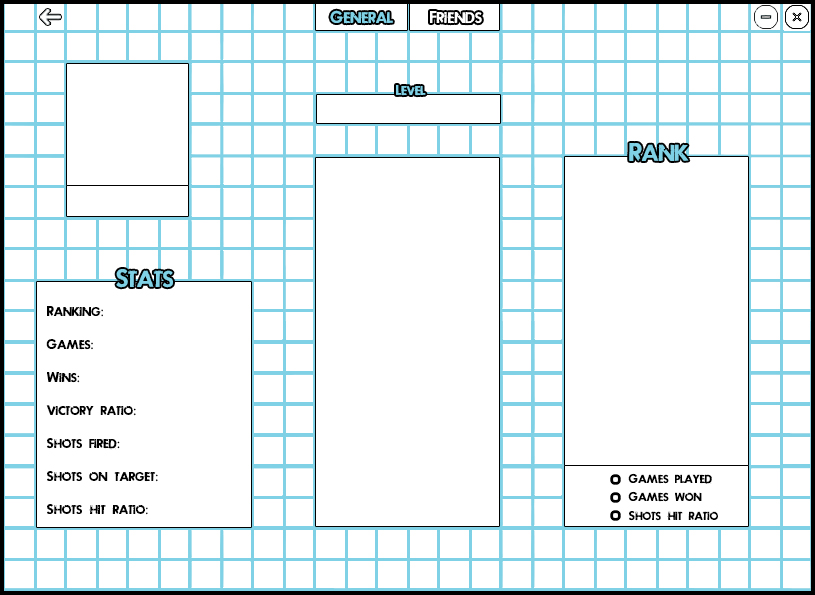 General Friends
Level
Rank
Stats
Ranking:
Games:
Wins:
Victory ratio:
Shots fired:
Shots on target:
Shots hit ratio:
Games played
Games won
Shots hit ratio